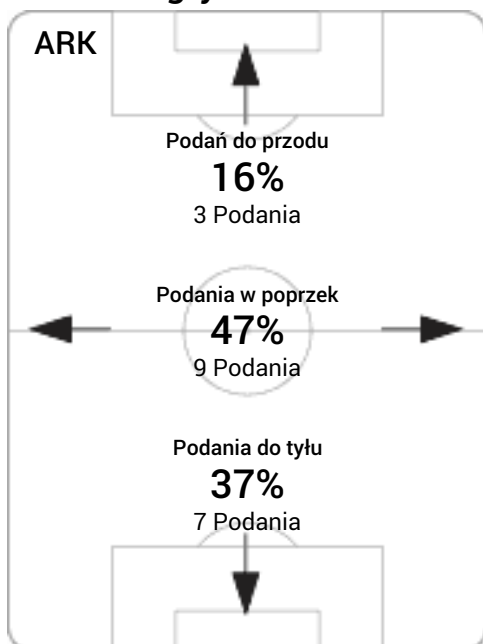 ARK
Podań do przodu
16%
3 Podania
Podania w poprzek
47%
9 Podania
Podania do tyłu
37%
7 Podania